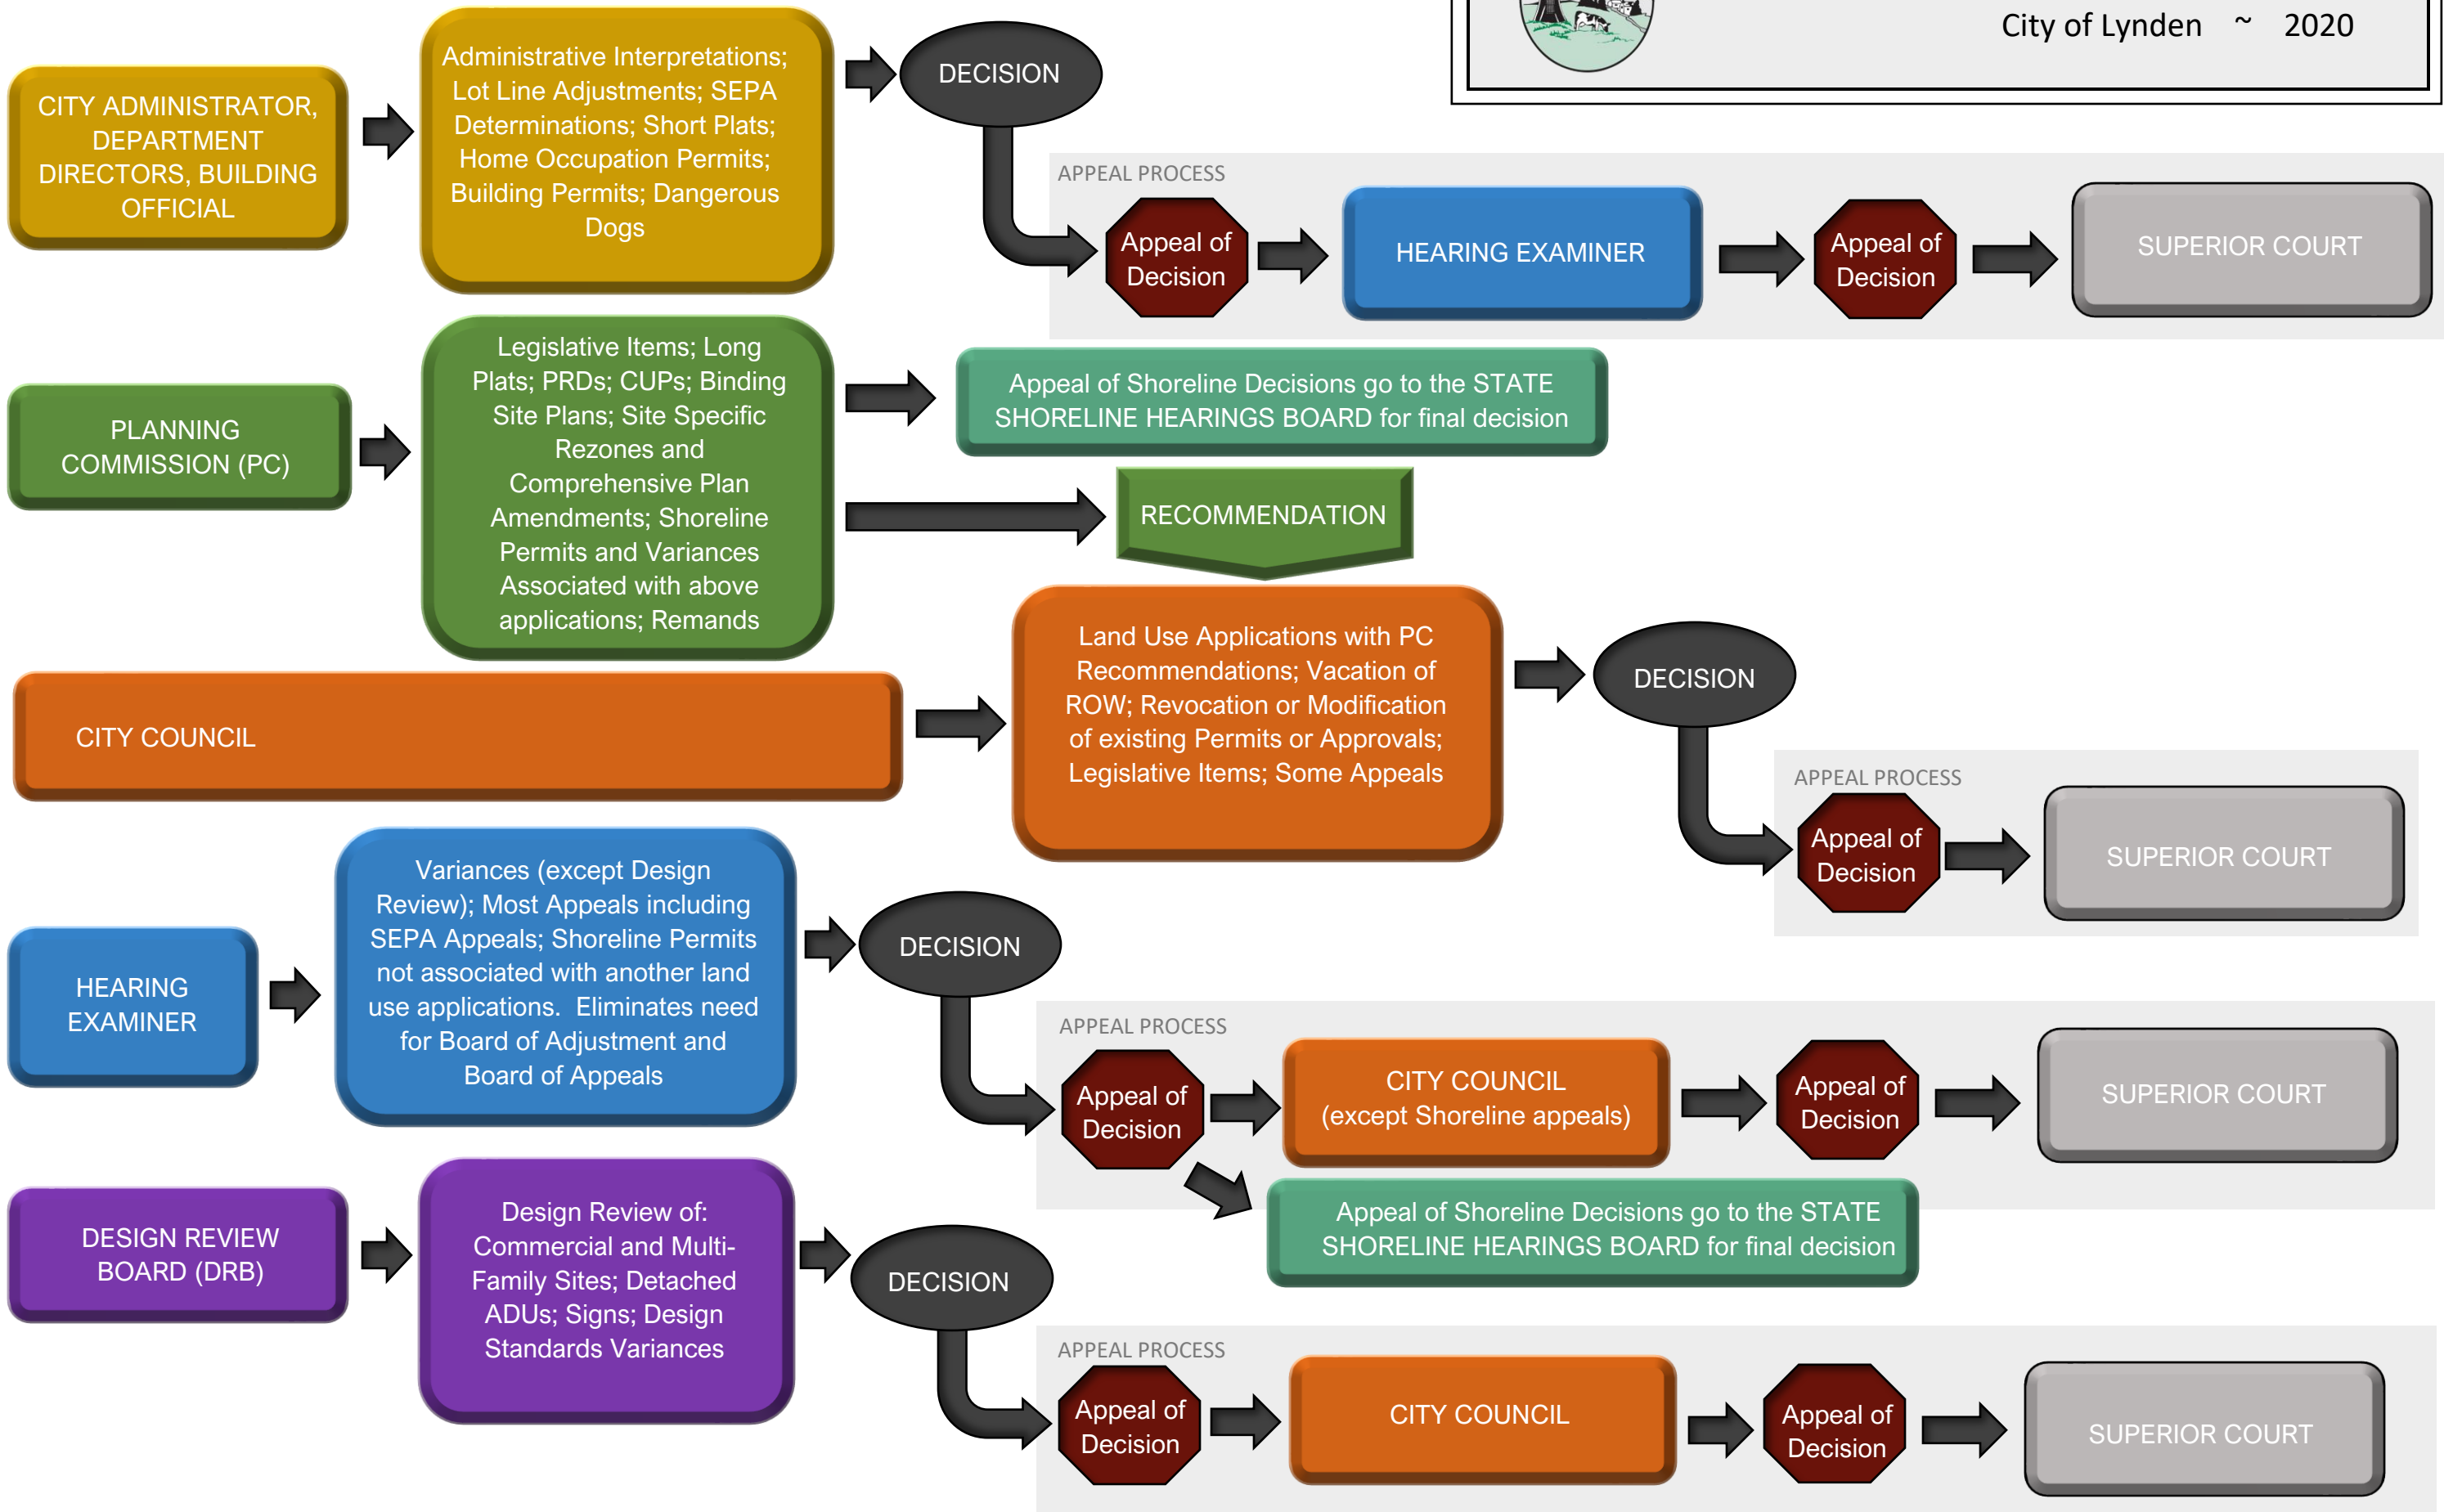 City of Lynden ~ 2020
CITY ADMINISTRATOR,
DEPARTMENT
DIRECTORS, BUILDING
OFFICIAL
Administrative Interpretations;
Lot Line Adjustments; SEPA
Determinations; Short Plats;
Home Occupation Permits;
Building Permits; Dangerous
Dogs
DECISION
APPEAL PROCESS
Appeal of
Decision
HEARING EXAMINER
Appeal of
Decision
SUPERIOR COURT
PLANNING
COMMISSION (PC)
Legislative Items; Long
Plats; PRDs; CUPs; Binding
Site Plans; Site Specific
Rezones and
Comprehensive Plan
Amendments; Shoreline
Permits and Variances
Associated with above
applications; Remands
Appeal of Shoreline Decisions go to the STATE
SHORELINE HEARINGS BOARD for final decision
RECOMMENDATION
CITY COUNCIL
Land Use Applications with PC
Recommendations; Vacation of
ROW; Revocation or Modification
of existing Permits or Approvals;
Legislative Items; Some Appeals
DECISION
APPEAL PROCESS
Appeal of
Decision
SUPERIOR COURT
HEARING
EXAMINER
Variances (except Design
Review); Most Appeals including
SEPA Appeals; Shoreline Permits
not associated with another land
use applications.  Eliminates need
for Board of Adjustment and
Board of Appeals
DECISION
APPEAL PROCESS
Appeal of
Decision
CITY COUNCIL
(except Shoreline appeals)
Appeal of
Decision
SUPERIOR COURT
Appeal of Shoreline Decisions go to the STATE
SHORELINE HEARINGS BOARD for final decision
DESIGN REVIEW
BOARD (DRB)
Design Review of:
Commercial and Multi-
Family Sites; Detached
ADUs; Signs; Design
Standards Variances
DECISION
APPEAL PROCESS
Appeal of
Decision
CITY COUNCIL
Appeal of
Decision
SUPERIOR COURT